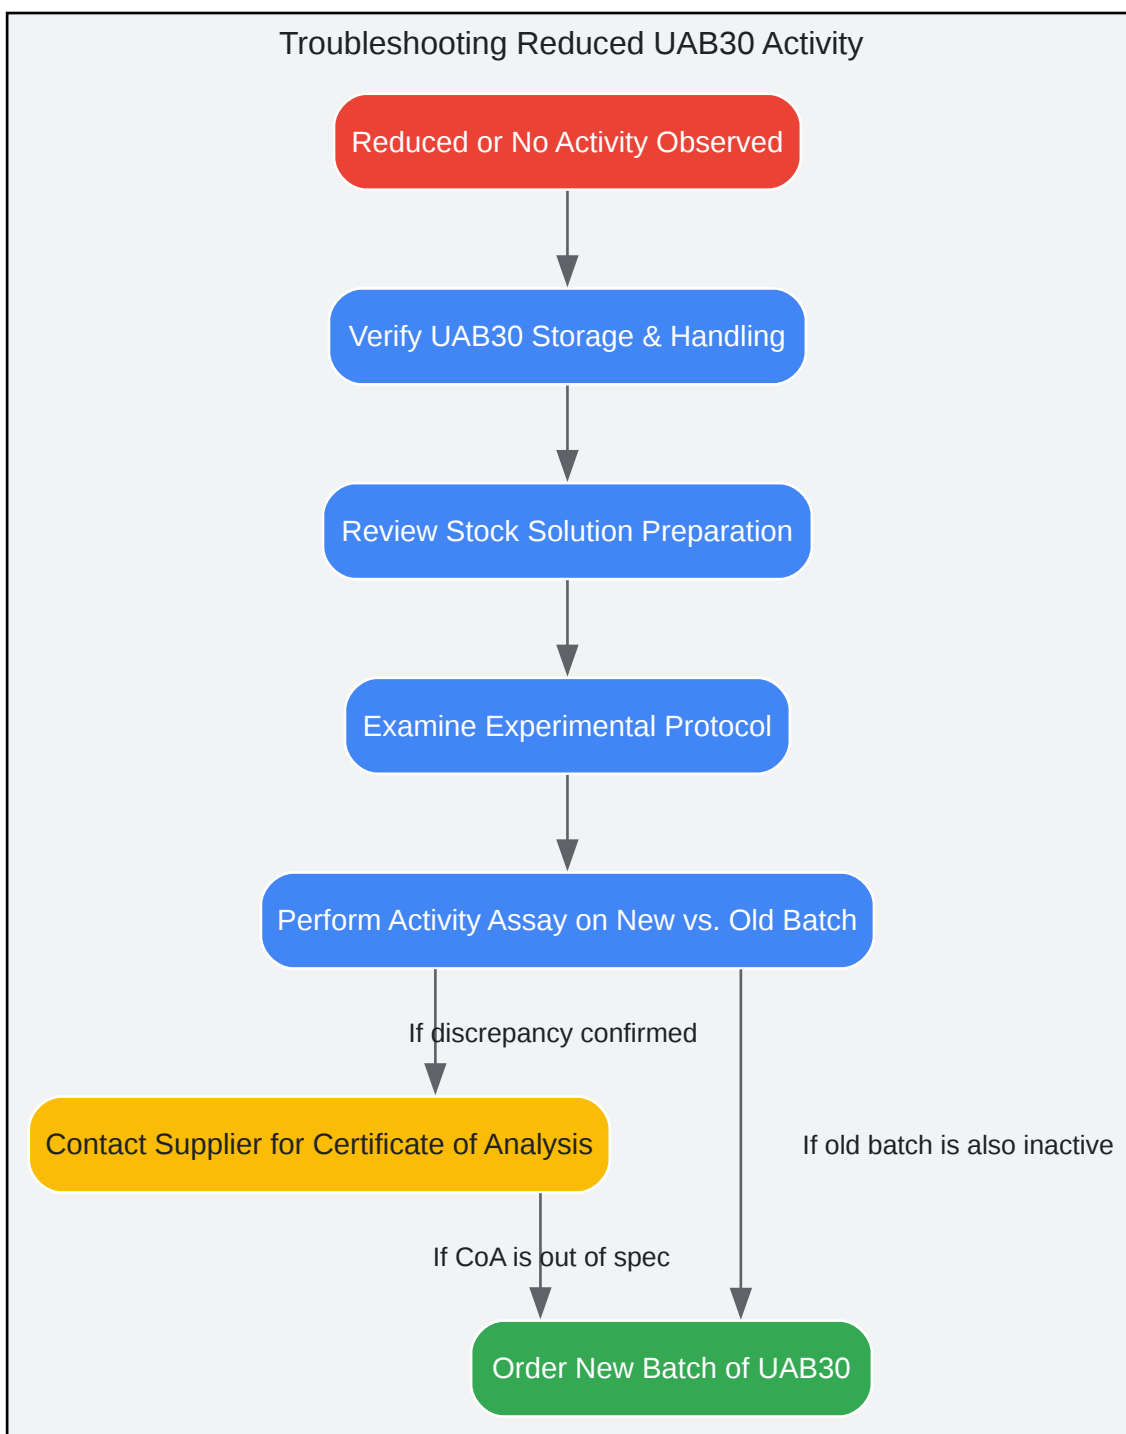 Troubleshooting Reduced UAB30 Activity
Reduced or No Activity Observed
Verify UAB30 Storage & Handling
Review Stock Solution Preparation
Examine Experimental Protocol
Perform Activity Assay on New vs. Old Batch
If discrepancy confirmed
Contact Supplier for Certificate of Analysis
If old batch is also inactive
If CoA is out of spec
Order New Batch of UAB30